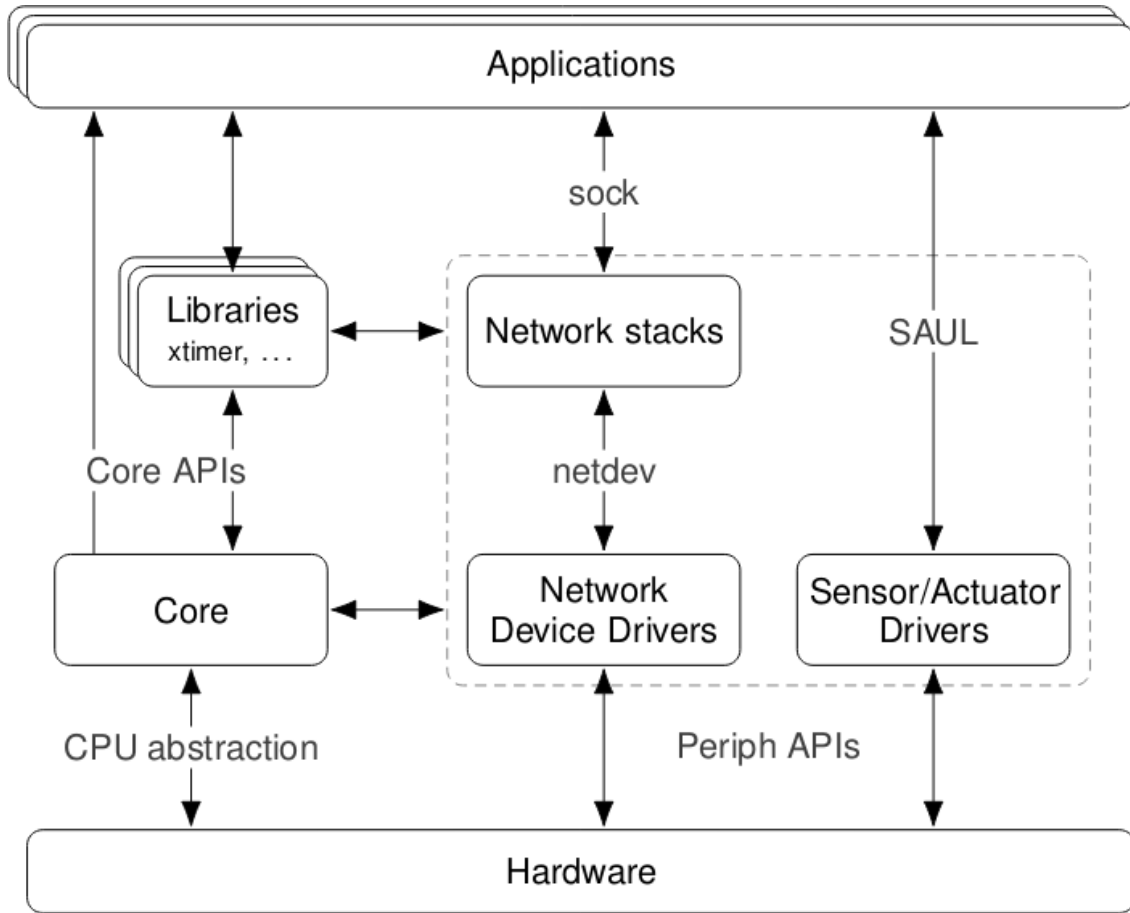 Applications
sock
Libraries
xtimer, ...
Network stacks
SAUL
Core APIs
netdev
Core
Network
Device Drivers
Sensor/Actuator
Drivers
CPU abstraction
Periph APIs
Hardware